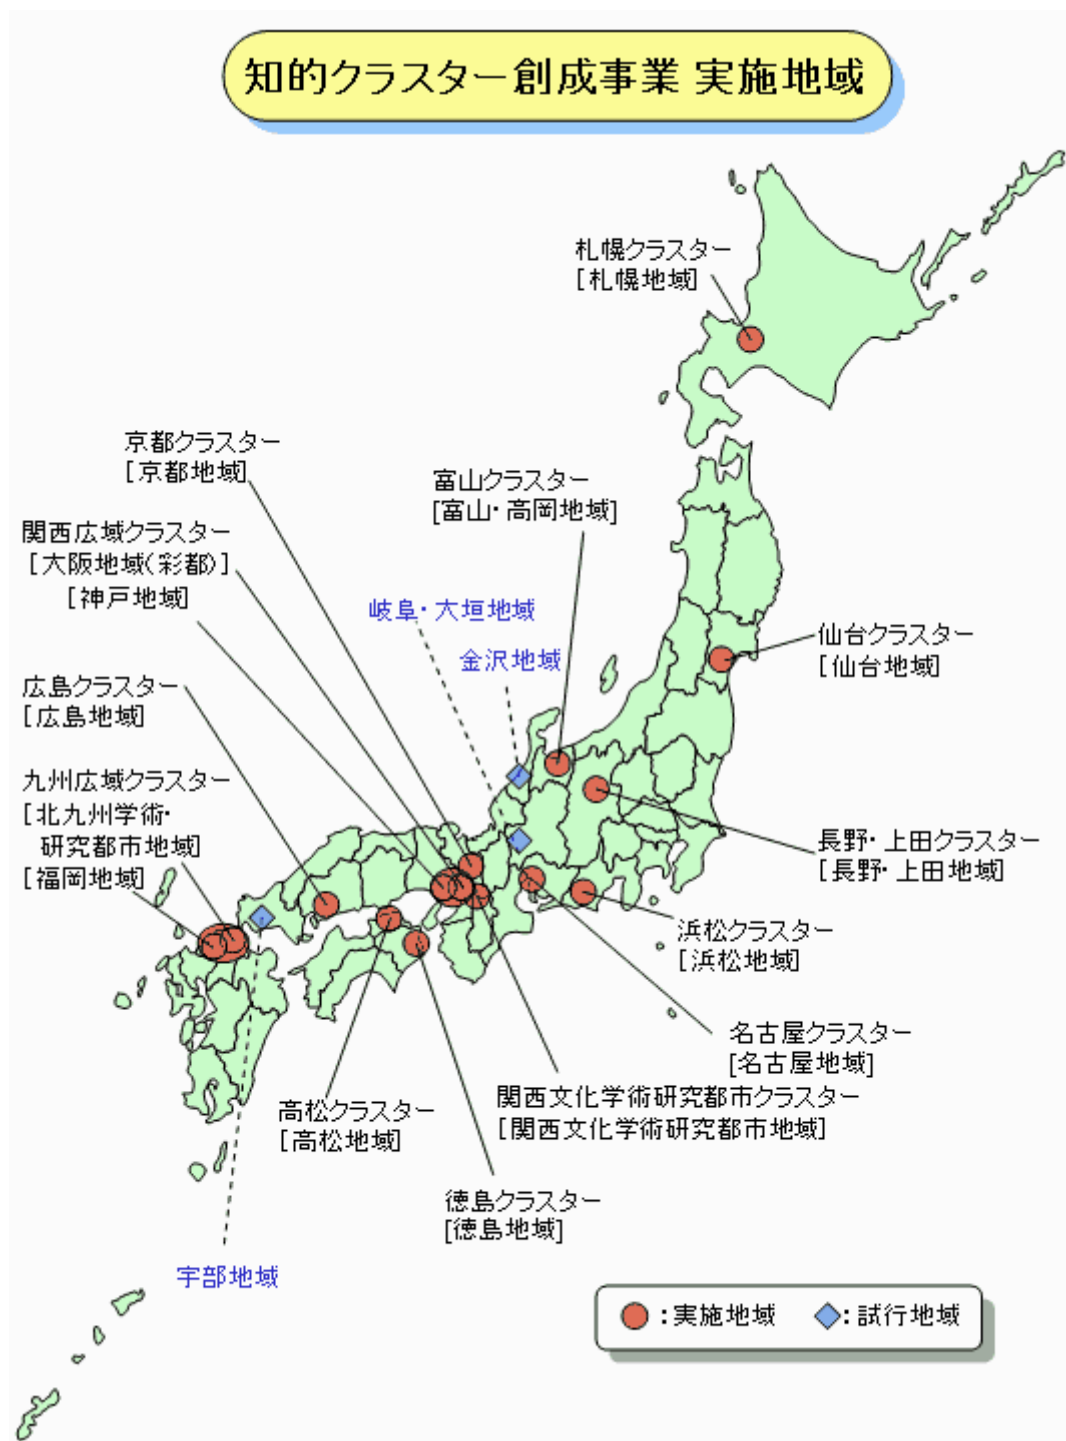 知的クラスター創成事業 実施地域
札幌クラスター
[札幌地域]
京都クラスター
[京都地域]
富山クラスター
[富山・高岡地域]
関西広域クラスター
[大阪地域(彩都)]
[神戸地域]
岐阜・大垣地域
金沢地域
仙台クラスター
[仙台地域]
広島クラスター
[広島地域]
九州広域クラスター
[北九州学術・
研究都市地域]
[福岡地域]
長野・上田クラスター
[長野・上田地域]
浜松クラスター
[浜松地域]
名古屋クラスター
[名古屋地域]
関西文化学術研究都市クラスター
[関西文化学術研究都市地域]
高松クラスター
[高松地域]
徳島クラスター
[徳島地域]
宇部地域
:実施地域
:試行地域